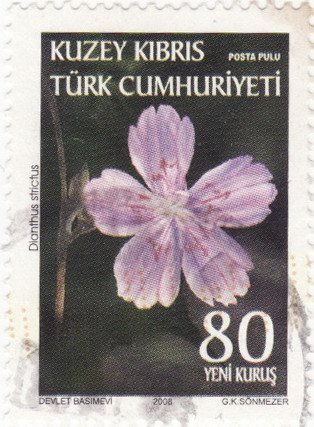 KUZEY KIBRIS POSTA PULU
TÜRK CUMHURİYETİ
Dianthus strictus
80
YENİ KURUŞ
DEVLET BASIMEVİ 2008 G.K.SÖNMEZER